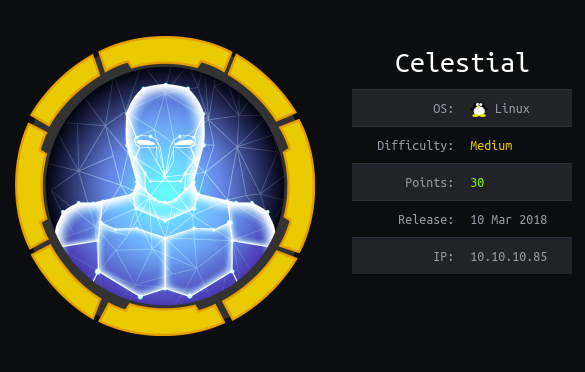 Celestial
OS: Linux
Difficulty: Medium
Points: 30
Release: 10 Mar 2018
IP: 10.10.10.85